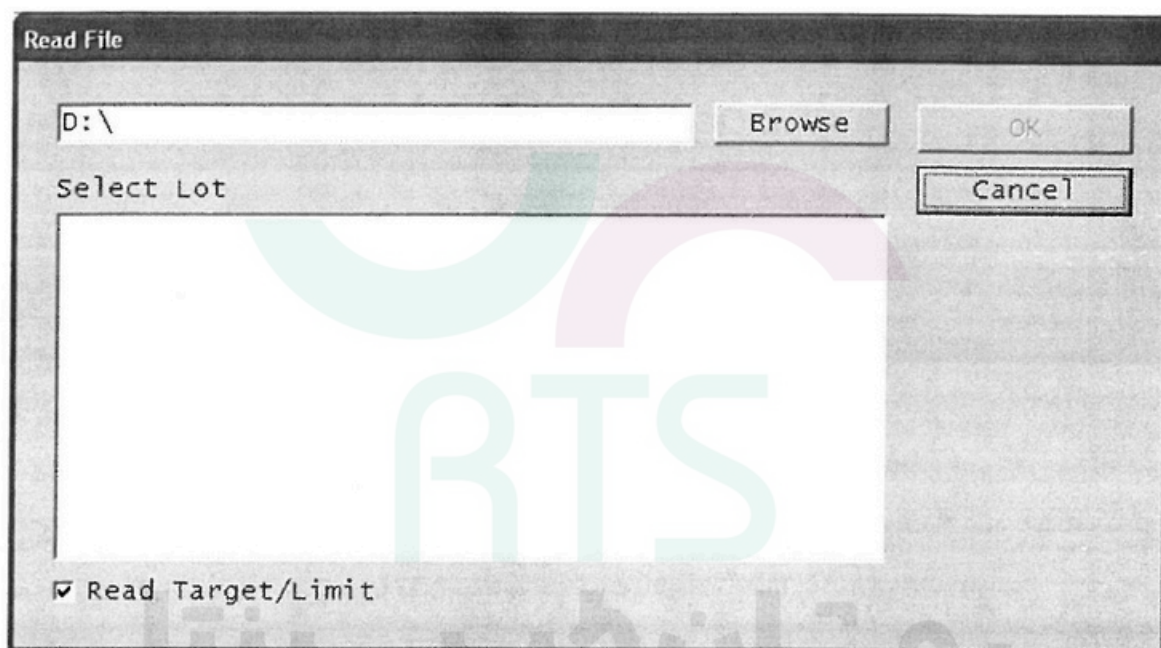 Read File
D:\
Browse
OK
Select Lot
Cancel
RTS
Read Target/Limit